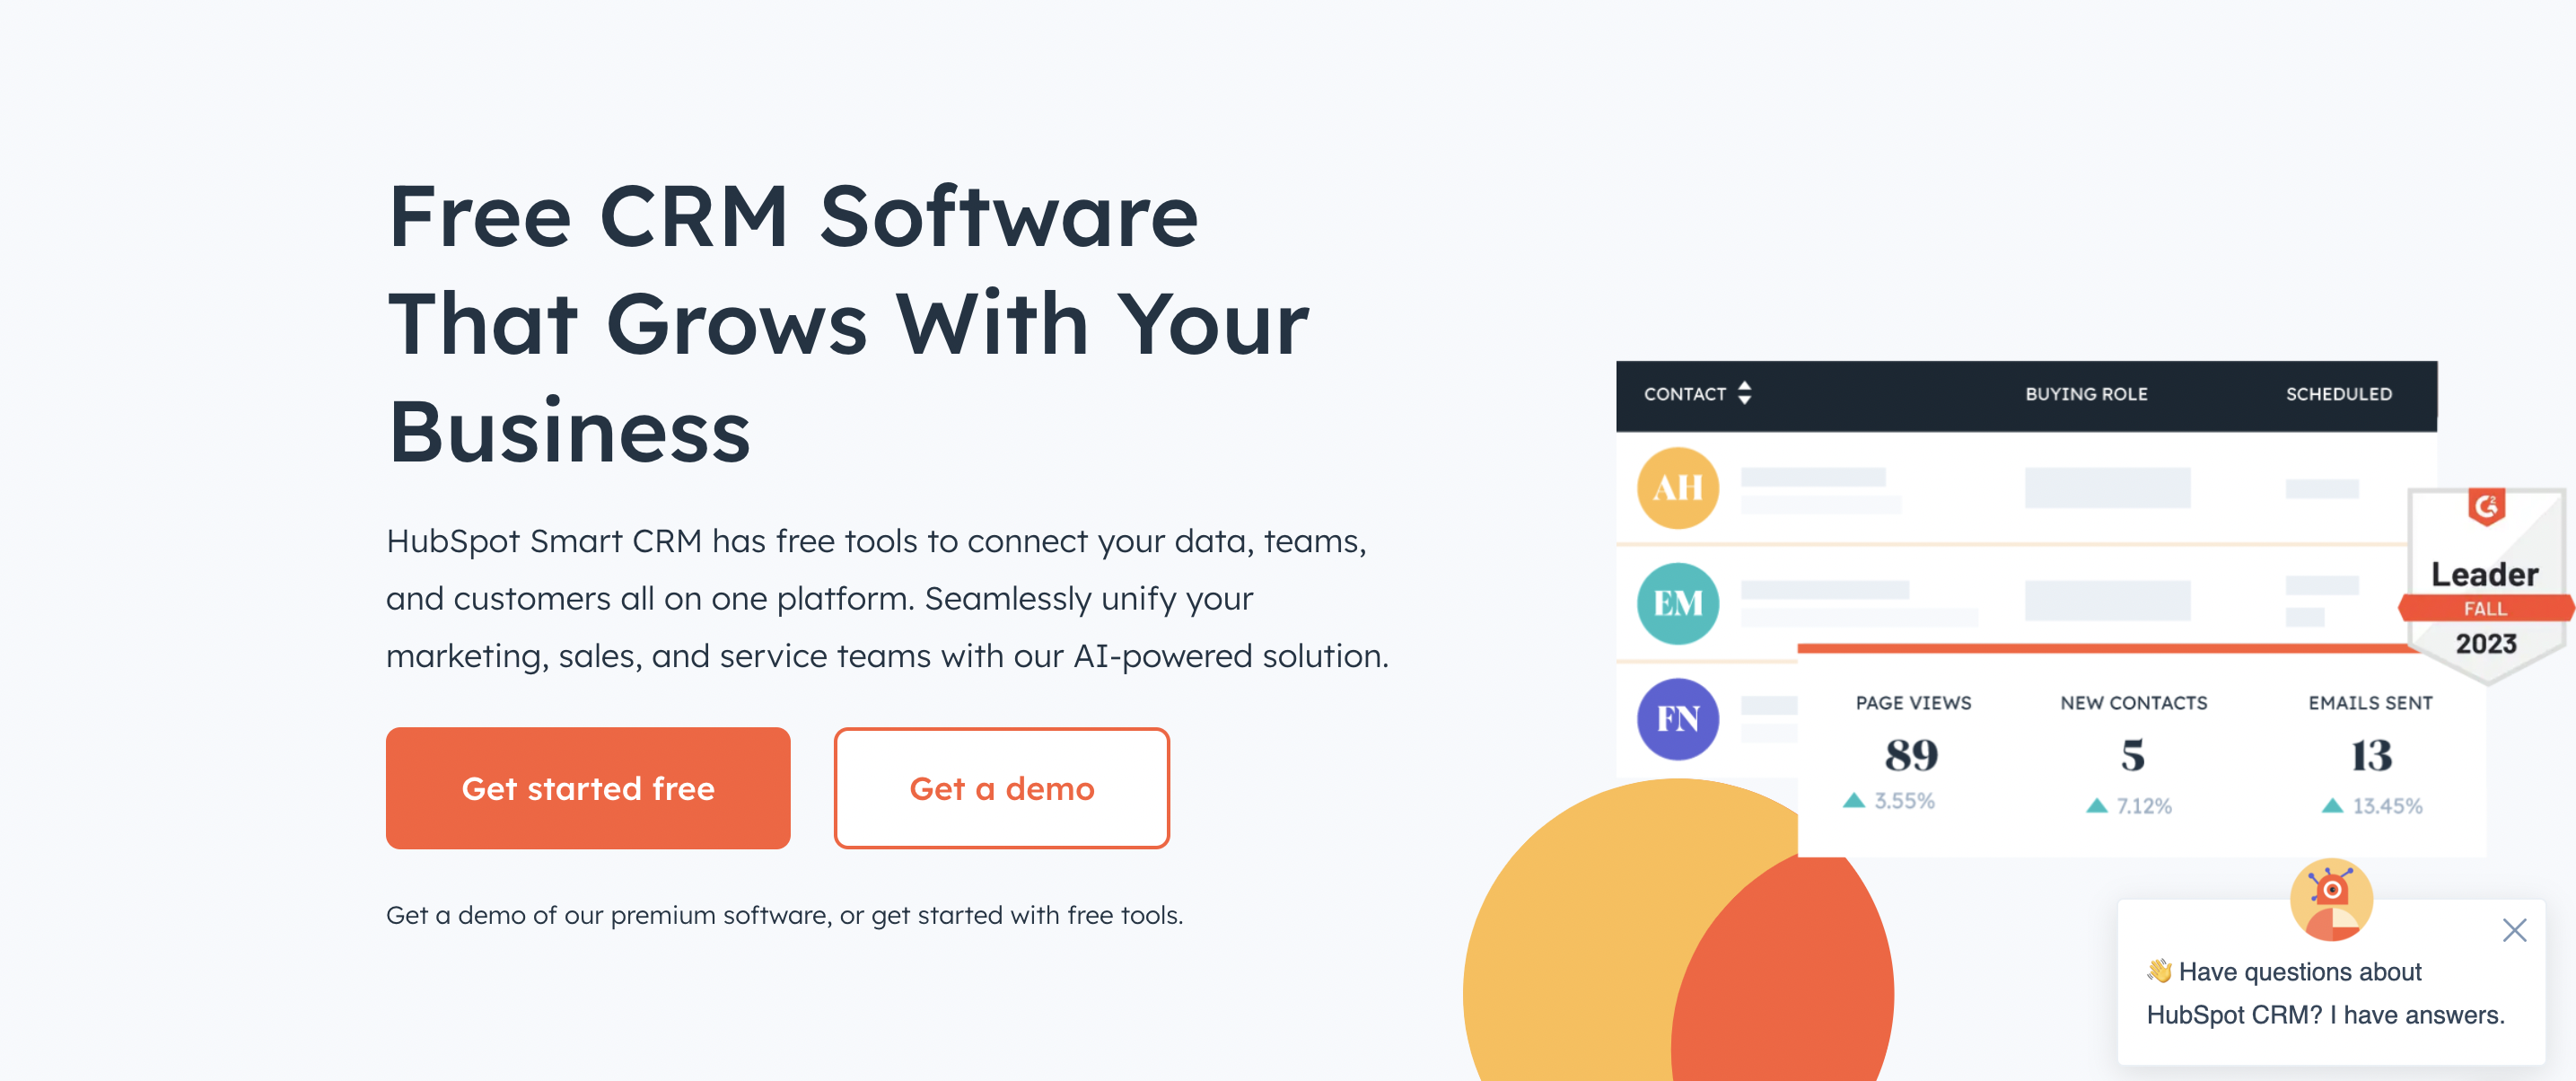 Free CRM Software
That Grows With Your
Business
HubSpot Smart CRM has free tools to connect your data, teams,
and customers all on one platform. Seamlessly unify your
marketing, sales, and service teams with our AI-powered solution.
Get started free
Get a demo
Get a demo of our premium software, or get started with free tools.
CONTACT BUYING ROLE SCHEDULED
AH
EM
FN
G2
Leader
FALL
2023
PAGE VIEWS NEW CONTACTS EMAILS SENT
89 5 13
3.55% 7.12% 13.45%
👋 Have questions about
HubSpot CRM? I have answers.